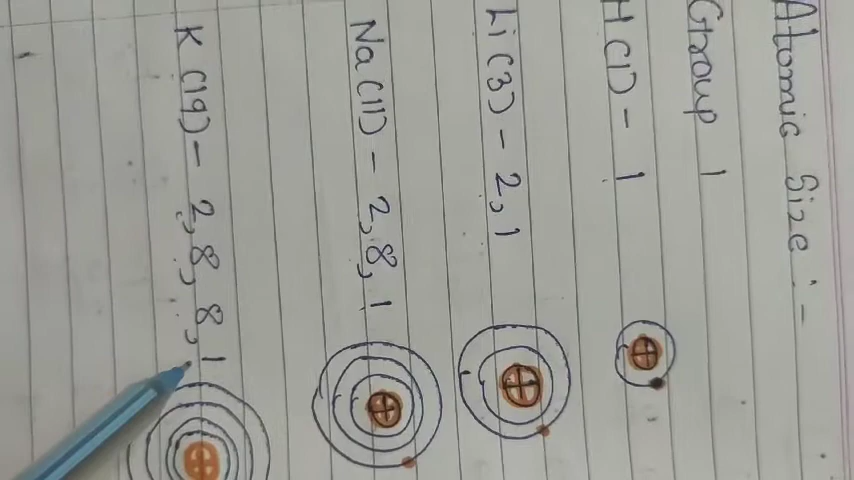 Atomic Size :-
Group 1
H(1) - 1
Li(3) - 2,1
Na(11) - 2,8,1
K(19) - 2,8,8,1